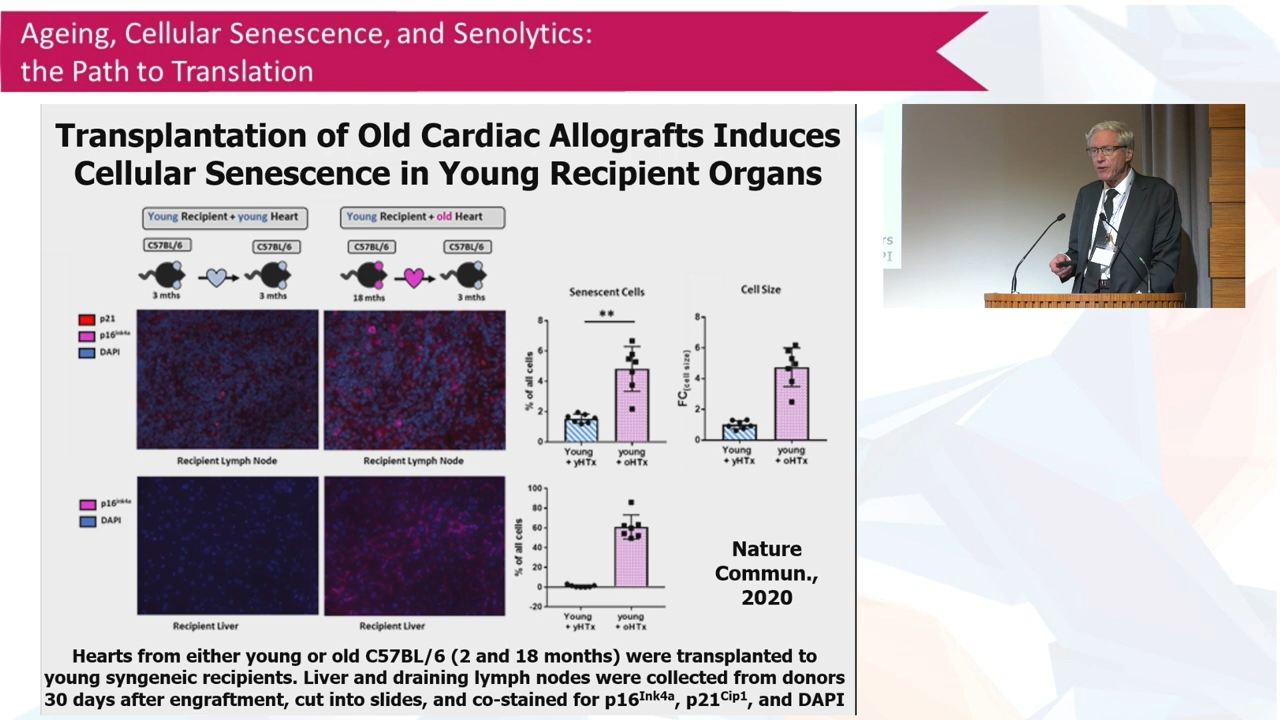 Ageing, Cellular Senescence, and Senolytics:
the Path to Translation
Transplantation of Old Cardiac Allografts Induces
Cellular Senescence in Young Recipient Organs
Young Recipient + young Heart
Young Recipient + old Heart
C57BL/6
C57BL/6
C57BL/6
C57BL/6
3 mths
3 mths
18 mths
3 mths
p21
p16Ink4a
DAPI
Recipient Lymph Node
Recipient Lymph Node
Senescent Cells
**
% of all cells
8
6
4
2
0
Young
+ yHTx
young
+ oHTx
Cell Size
FC(cell size)
8
6
4
2
0
Young
+ yHTx
young
+ oHTx
p16Ink4a
DAPI
Recipient Liver
Recipient Liver
% of all cells
100
80
60
40
20
0
-20
Young
+ yHTx
young
+ oHTx
Nature
Commun.,
2020
Hearts from either young or old C57BL/6 (2 and 18 months) were transplanted to
young syngeneic recipients. Liver and draining lymph nodes were collected from donors
30 days after engraftment, cut into slides, and co-stained for p16Ink4a, p21Cip1, and DAPI